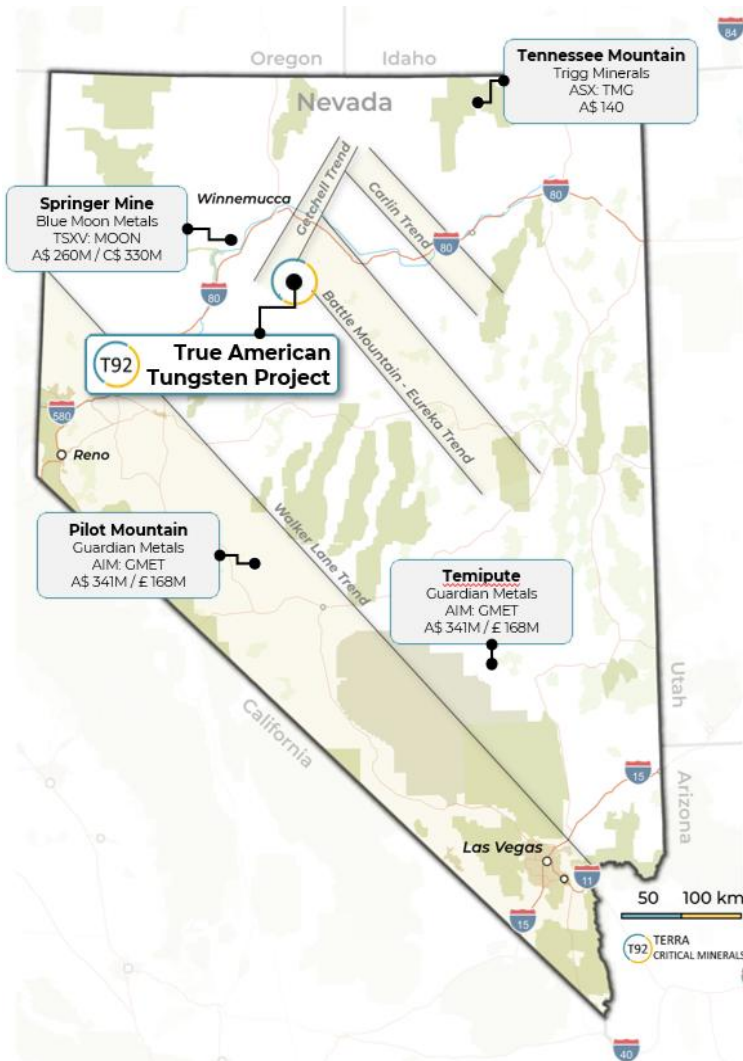 84
Oregon
Idaho
Tennessee Mountain
Trigg Minerals
ASX: TMG
A$ 140
Nevada
Getchell Trend
Carlin Trend
80
Winnemucca
Springer Mine
Blue Moon Metals
TSXV: MOON
A$ 260M / C$ 330M
80
80
T92
True American
Tungsten Project
Battle Mountain - Eureka Trend
580
Reno
Walker Lane Trend
Pilot Mountain
Guardian Metals
AIM: GMET
A$ 341M / £ 168M
Temipute
Guardian Metals
AIM: GMET
A$ 341M / £ 168M
Utah
California
15
Arizona
Las Vegas
11
15
50
100 km
T92
TERRA
CRITICAL MINERALS
40